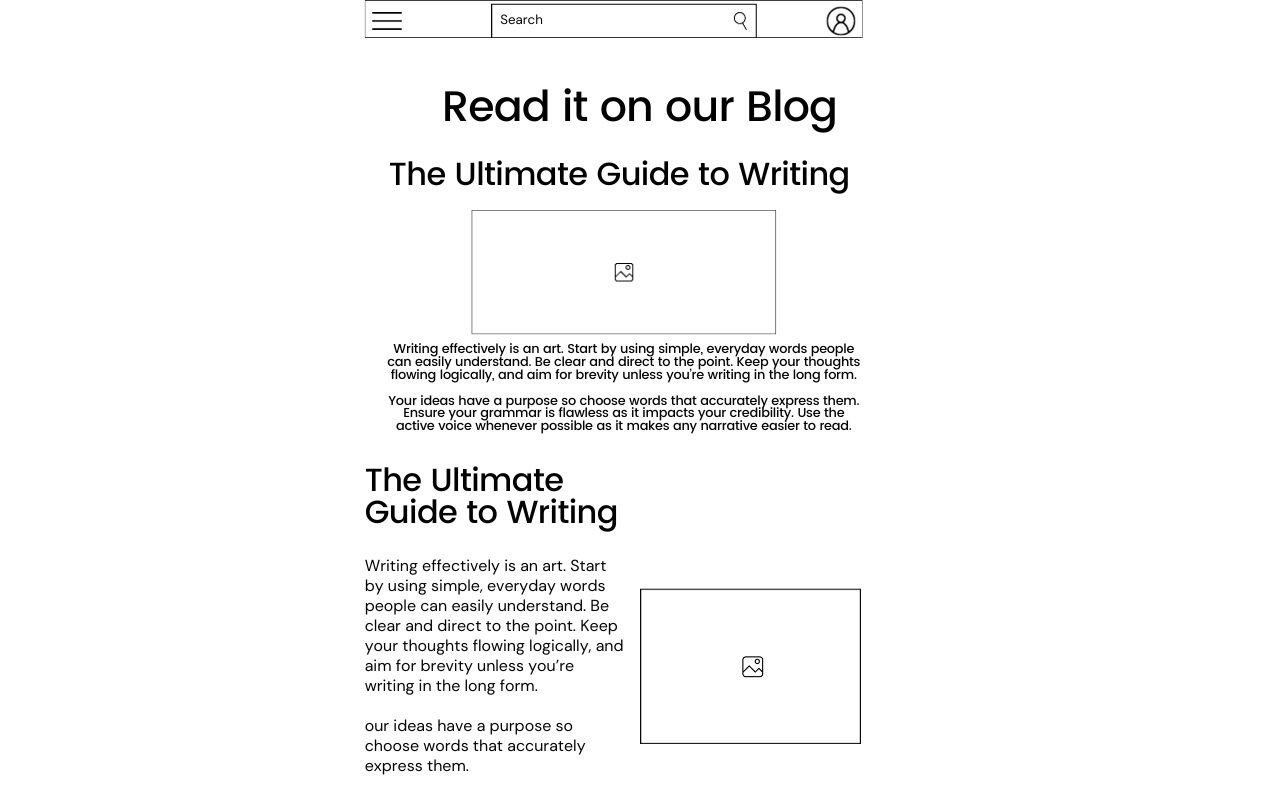 Search
Read it on our Blog
The Ultimate Guide to Writing
Writing effectively is an art. Start by using simple, everyday words people
can easily understand. Be clear and direct to the point. Keep your thoughts
flowing logically, and aim for brevity unless you're writing in the long form.
Your ideas have a purpose so choose words that accurately express them.
Ensure your grammar is flawless as it impacts your credibility. Use the
active voice whenever possible as it makes any narrative easier to read.
The Ultimate
Guide to Writing
Writing effectively is an art. Start
by using simple, everyday words
people can easily understand. Be
clear and direct to the point. Keep
your thoughts flowing logically, and
aim for brevity unless you’re
writing in the long form.
our ideas have a purpose so
choose words that accurately
express them.